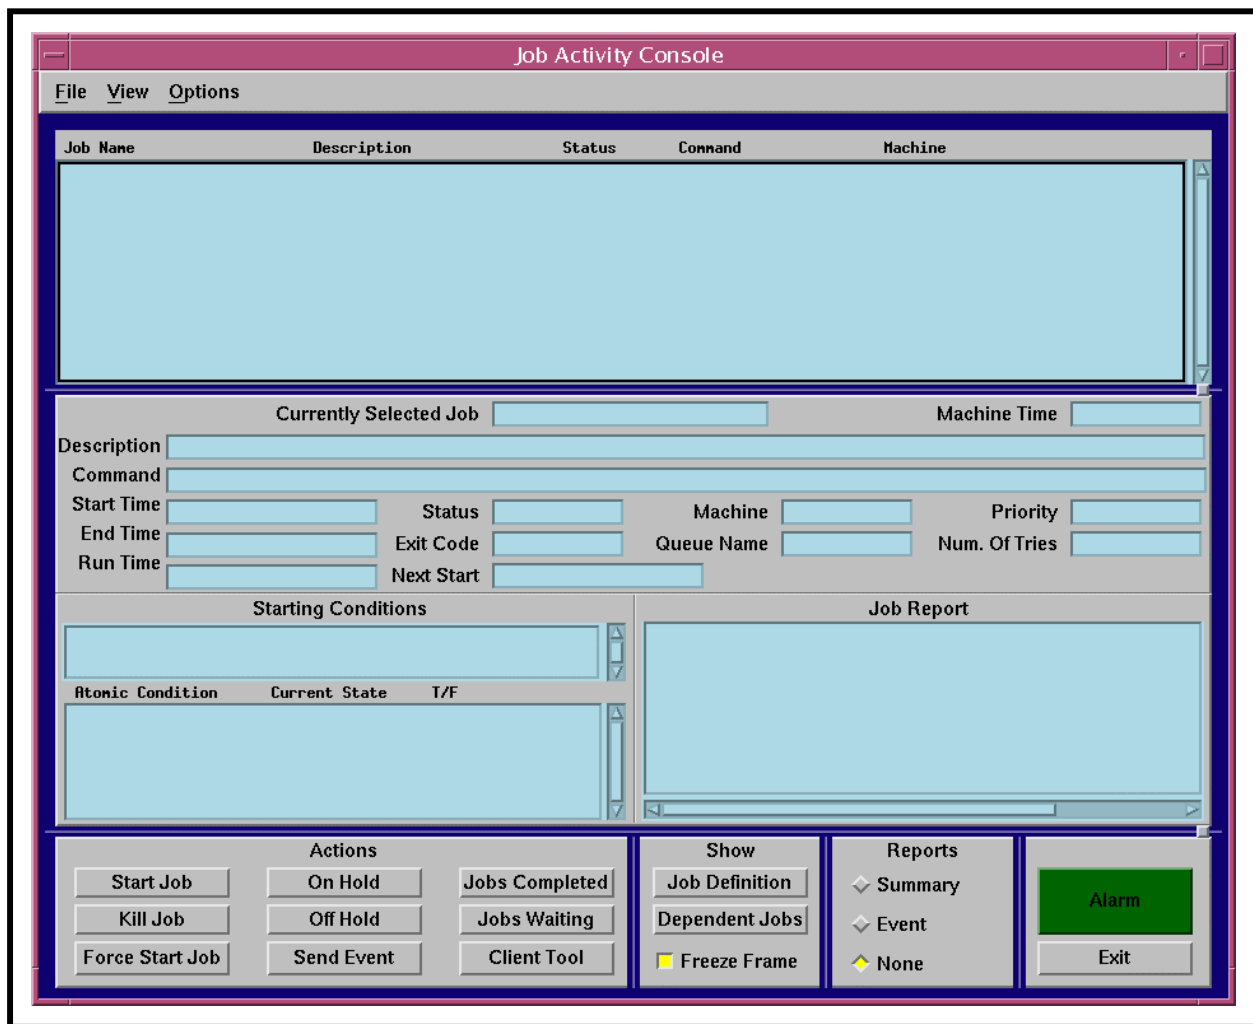 Job Activity Console
File View Options
Job Name Description Status Command Machine
Currently Selected Job Machine Time
Description
Command
Start Time Status Machine Priority
End Time Exit Code Queue Name Num. Of Tries
Run Time Next Start
Starting Conditions Job Report
Atomic Condition Current State T/F
Actions Show Reports
Start Job On Hold Jobs Completed Job Definition Summary
Alarm
Kill Job Off Hold Jobs Waiting Dependent Jobs Event
Force Start Job Send Event Client Tool Freeze Frame None Exit